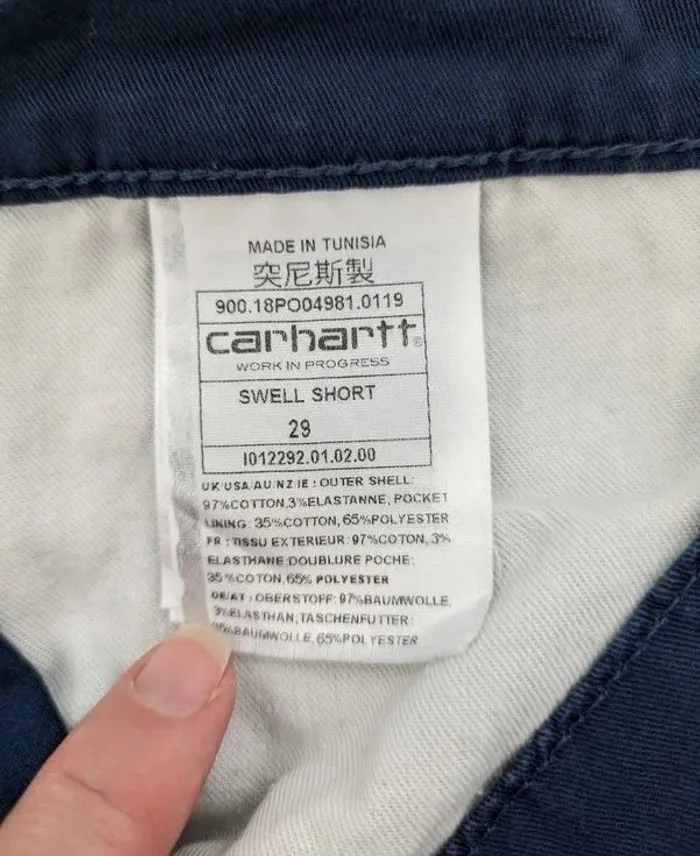 MADE IN TUNISIA
突尼斯製
900.18PO04981.0119
carhartt®
WORK IN PROGRESS
SWELL SHORT
29
I012292.01.02.00
UK/USA/AU/NZ/IE : OUTER SHELL:
97%COTTON,3%ELASTANNE, POCKET
LINING: 35%COTTON, 65%POLYESTER
FR : TISSU EXTERIEUR: 97%COTON, 3%
ELASTHANE DOUBLURE POCHE:
35%COTON,65% POLYESTER
DE/AT : OBERSTOFF: 97%BAUMWOLLE,
3%ELASTHAN,TASCHENFUTTER:
35%BAUMWOLLE, 65%POLYESTER